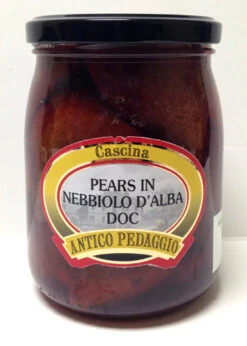 Cascina
PEARS IN
NEBBIOLO D'ALBA
DOC
ANTICO PEDAGGIO